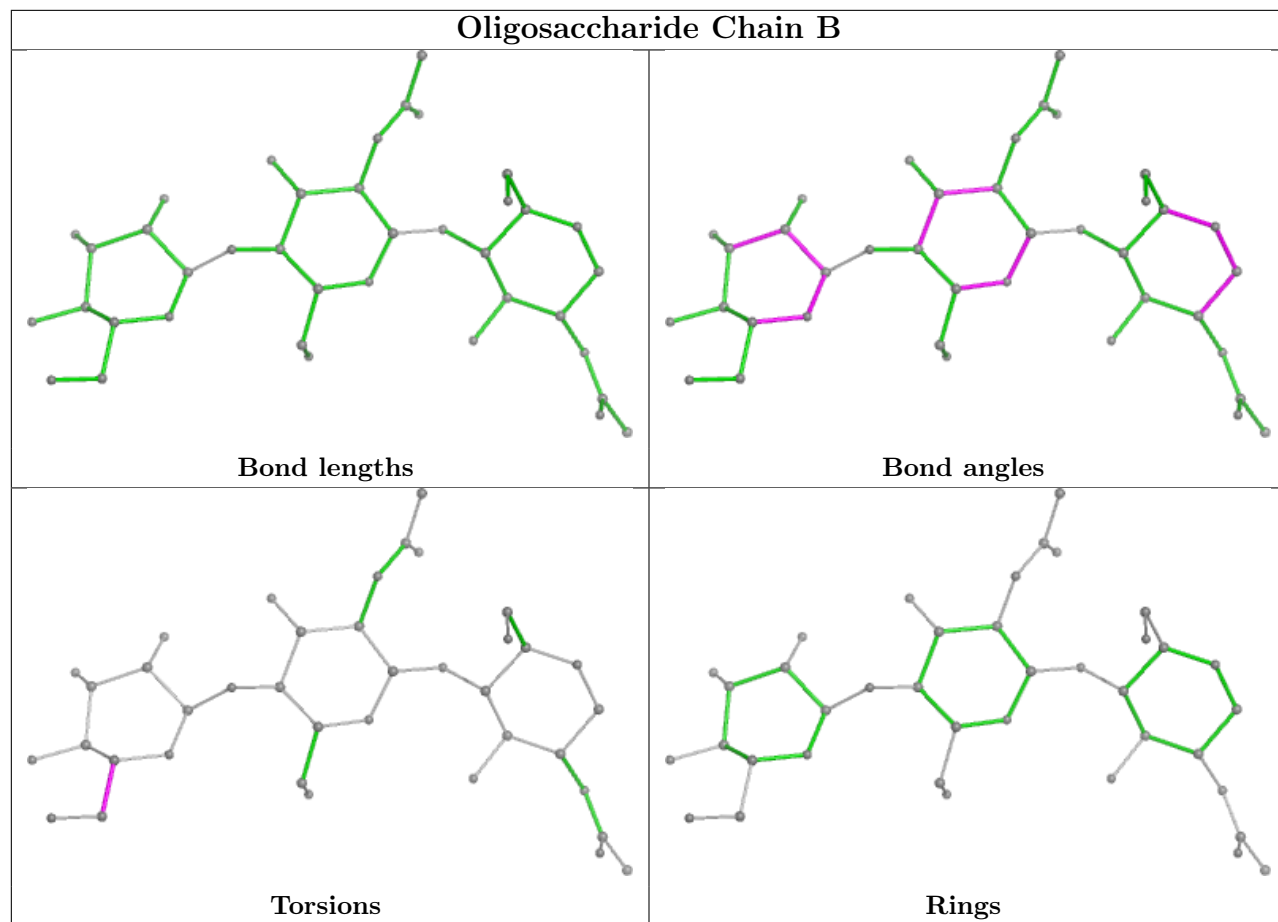 Oligosaccharide Chain B
Bond lengths
Bond angles
Torsions
Rings